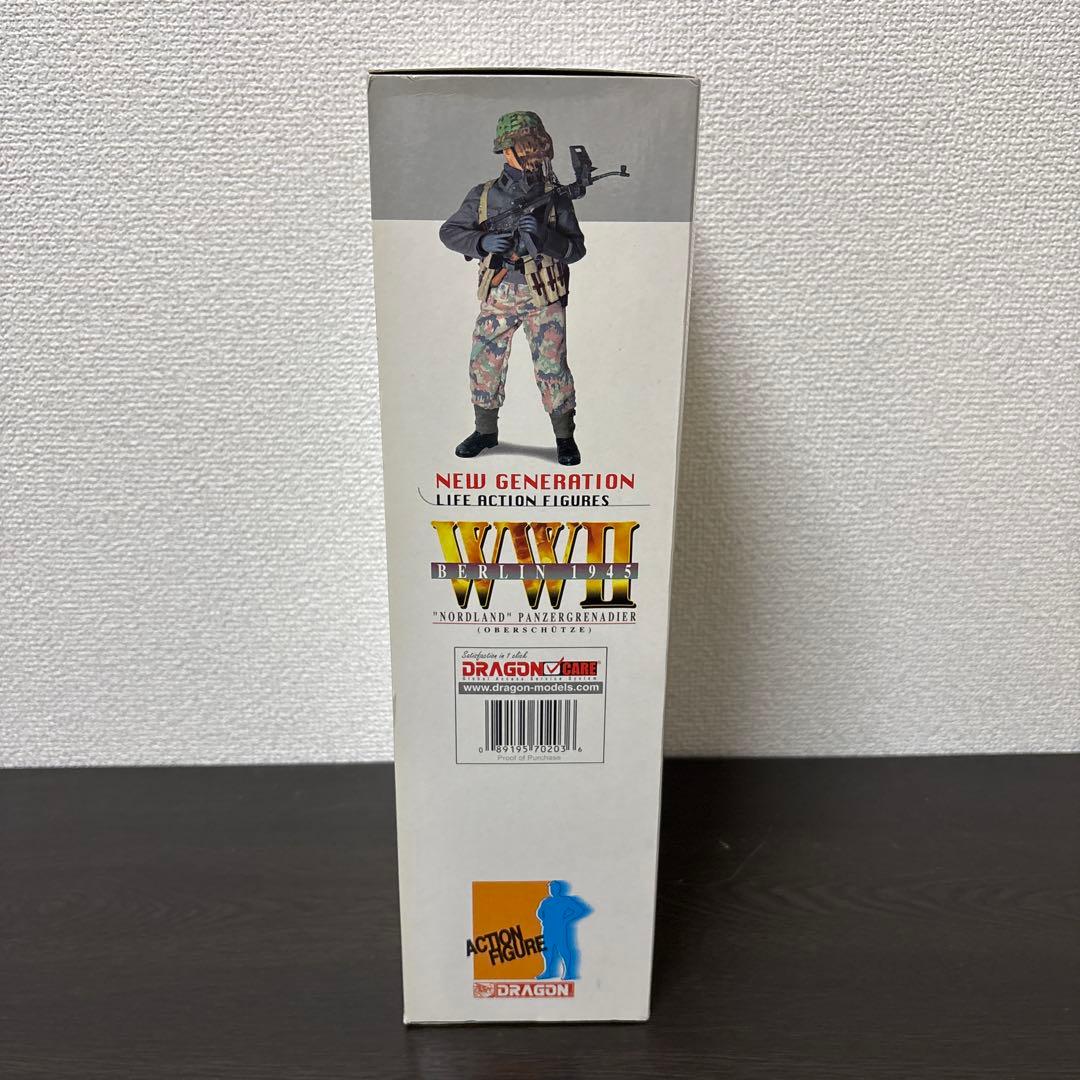 NEW GENERATION
LIFE ACTION FIGURES
WWII
BERLIN 1945
"NORDLAND" PANZERGRENADIER
(OBERSCHÜTZE)
Satisfaction in 1 click
DRAGON CARE
Global Access Service System
www.dragon-models.com
0 89195 70203 6
Proof of Purchase
ACTION
FIGURE
DRAGON